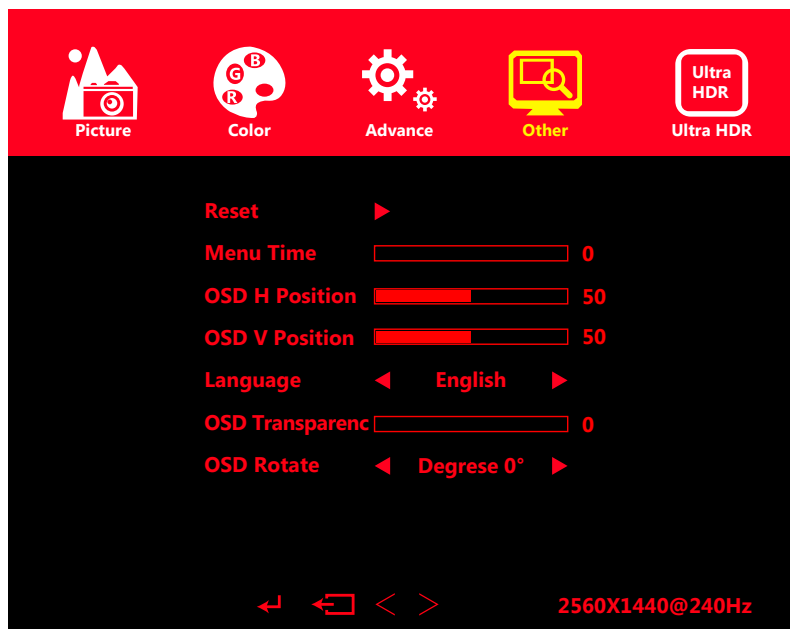 B
G
R
Ultra
HDR
Picture Color Advance Other Ultra HDR
Reset
Menu Time 0
OSD H Position 50
OSD V Position 50
Language English
OSD Transparenc 0
OSD Rotate Degrese 0°
2560X1440@240Hz